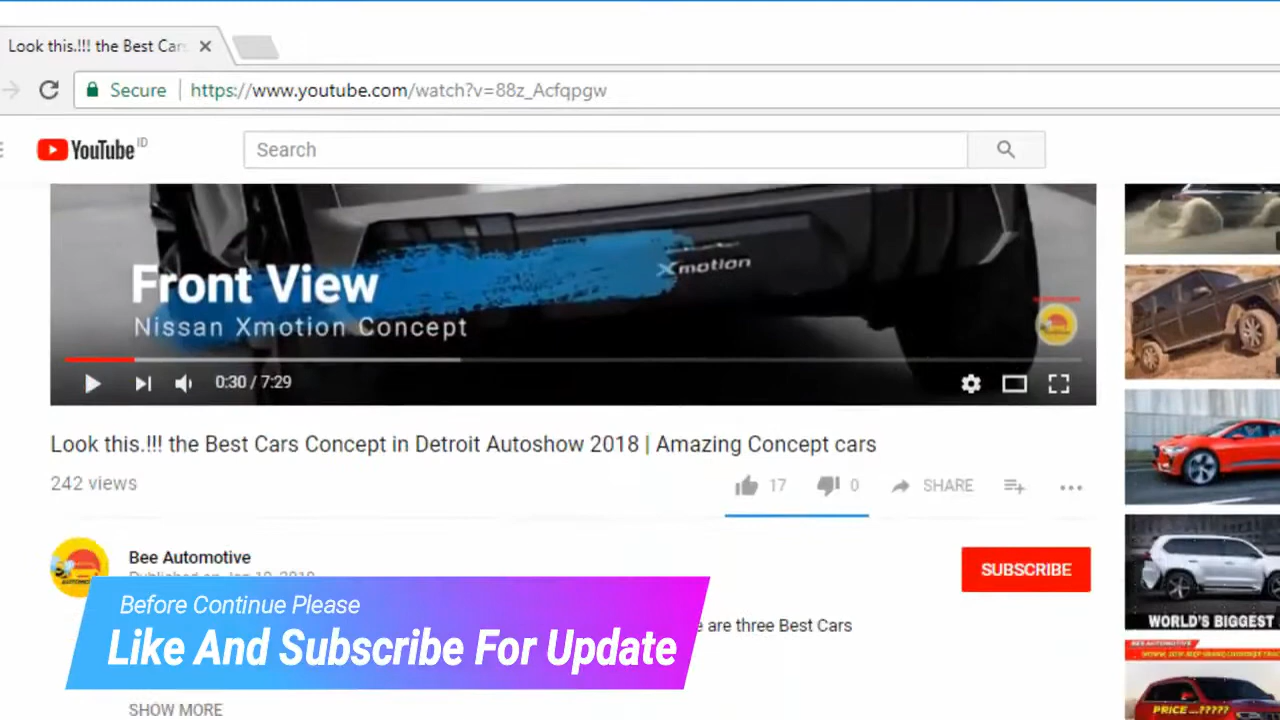 Look this.!!! the Best Car
Secure
https://www.youtube.com/watch?v=88z_Acfqpgw
YouTube ID
Search
Xmotion
Front View
Nissan Xmotion Concept
0:30 / 7:29
Look this.!!! the Best Cars Concept in Detroit Autoshow 2018 | Amazing Concept cars
242 views
17
0
SHARE
Bee Automotive
SUBSCRIBE
Before Continue Please
Like And Subscribe For Update
are three Best Cars
SHOW MORE
WORLD'S BIGGEST
PRICE ...?????